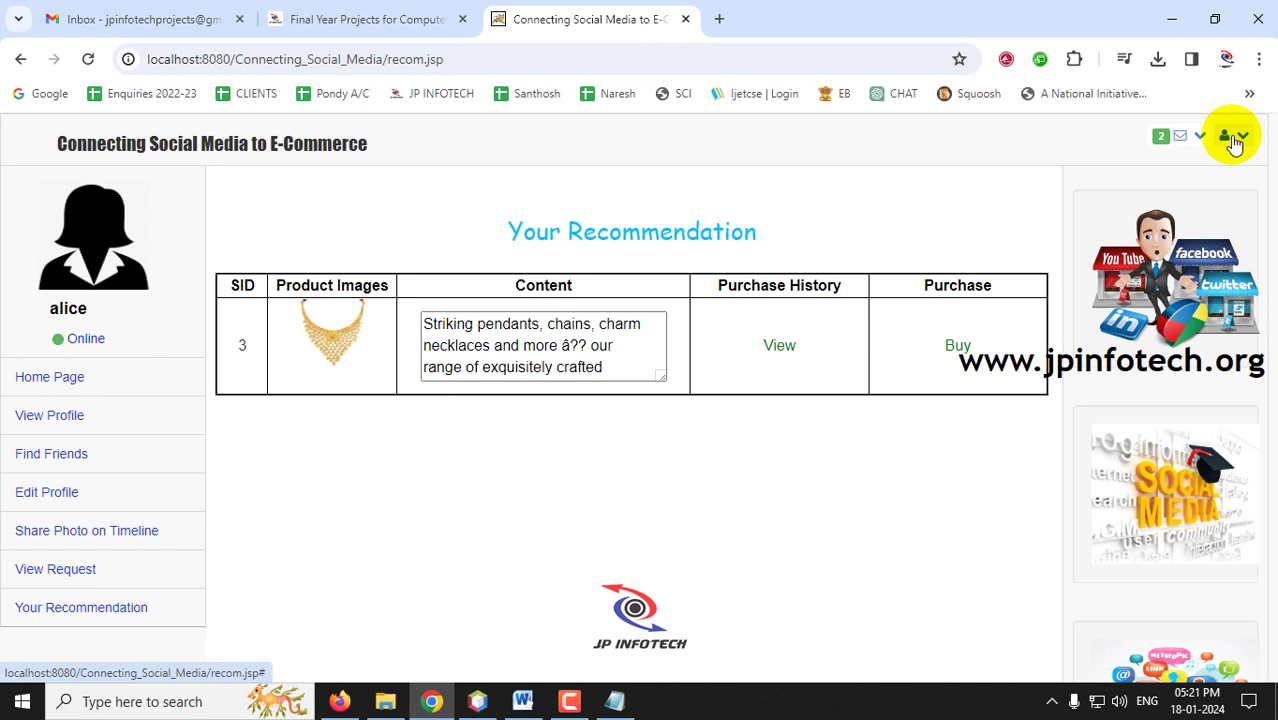 Inbox - jpinfotechprojects@gm
Final Year Projects for Compute
Connecting Social Media to E-C
localhost:8080/Connecting_Social_Media/recom.jsp
Google
Enquiries 2022-23
CLIENTS
Pondy A/C
JP INFOTECH
Santhosh
Naresh
SCI
Ijetcse | Login
EB
CHAT
Squoosh
A National Initiative...
Connecting Social Media to E-Commerce
2
alice
Online
Home Page
View Profile
Find Friends
Edit Profile
Share Photo on Timeline
View Request
Your Recommendation
Your Recommendation
SID Product Images Content Purchase History Purchase
3
Striking pendants, chains, charm
necklaces and more â?? our
range of exquisitely crafted
View
Buy
www.jpinfotech.org
You Tube
facebook
twitter
in
SOCIAL
MEDIA
NETWORK
JP INFOTECH
localhost:8080/Connecting_Social_Media/recom.jsp#
Type here to search
ENG
05:21 PM
18-01-2024